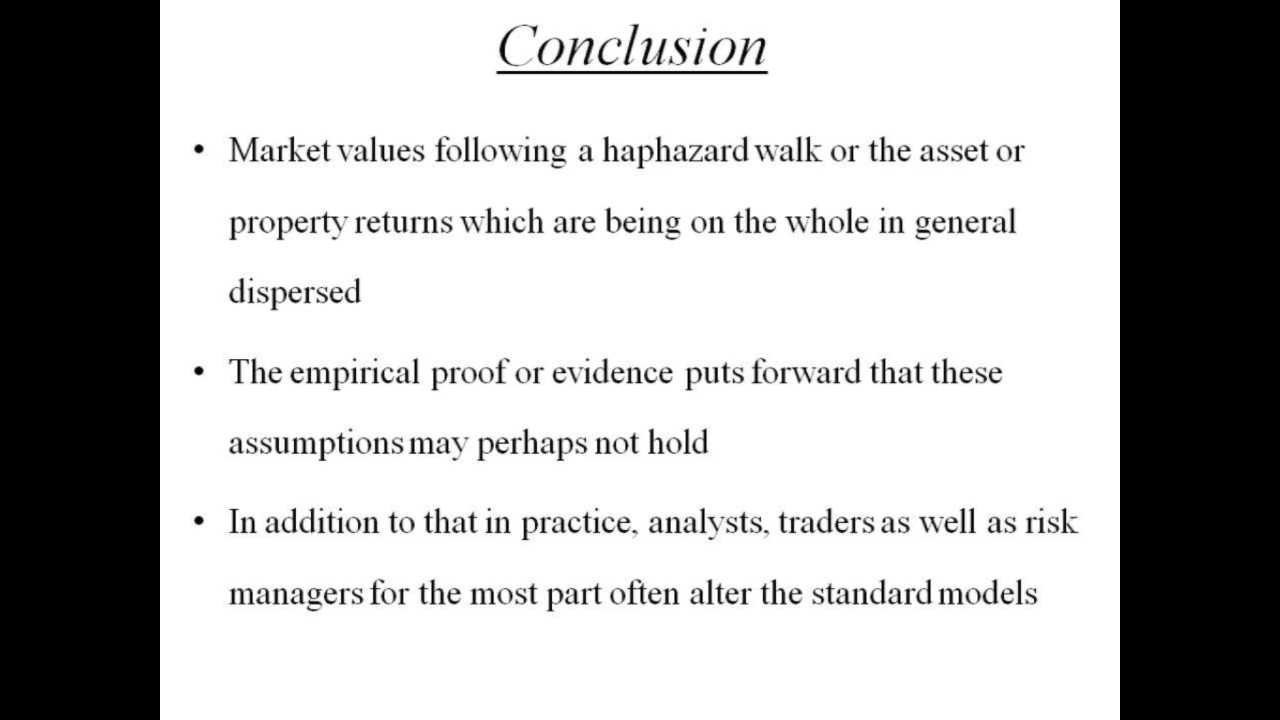 Conclusion
• Market values following a haphazard walk or the asset or
property returns which are being on the whole in general
dispersed
• The empirical proof or evidence puts forward that these
assumptions may perhaps not hold
• In addition to that in practice, analysts, traders as well as risk
managers for the most part often alter the standard models